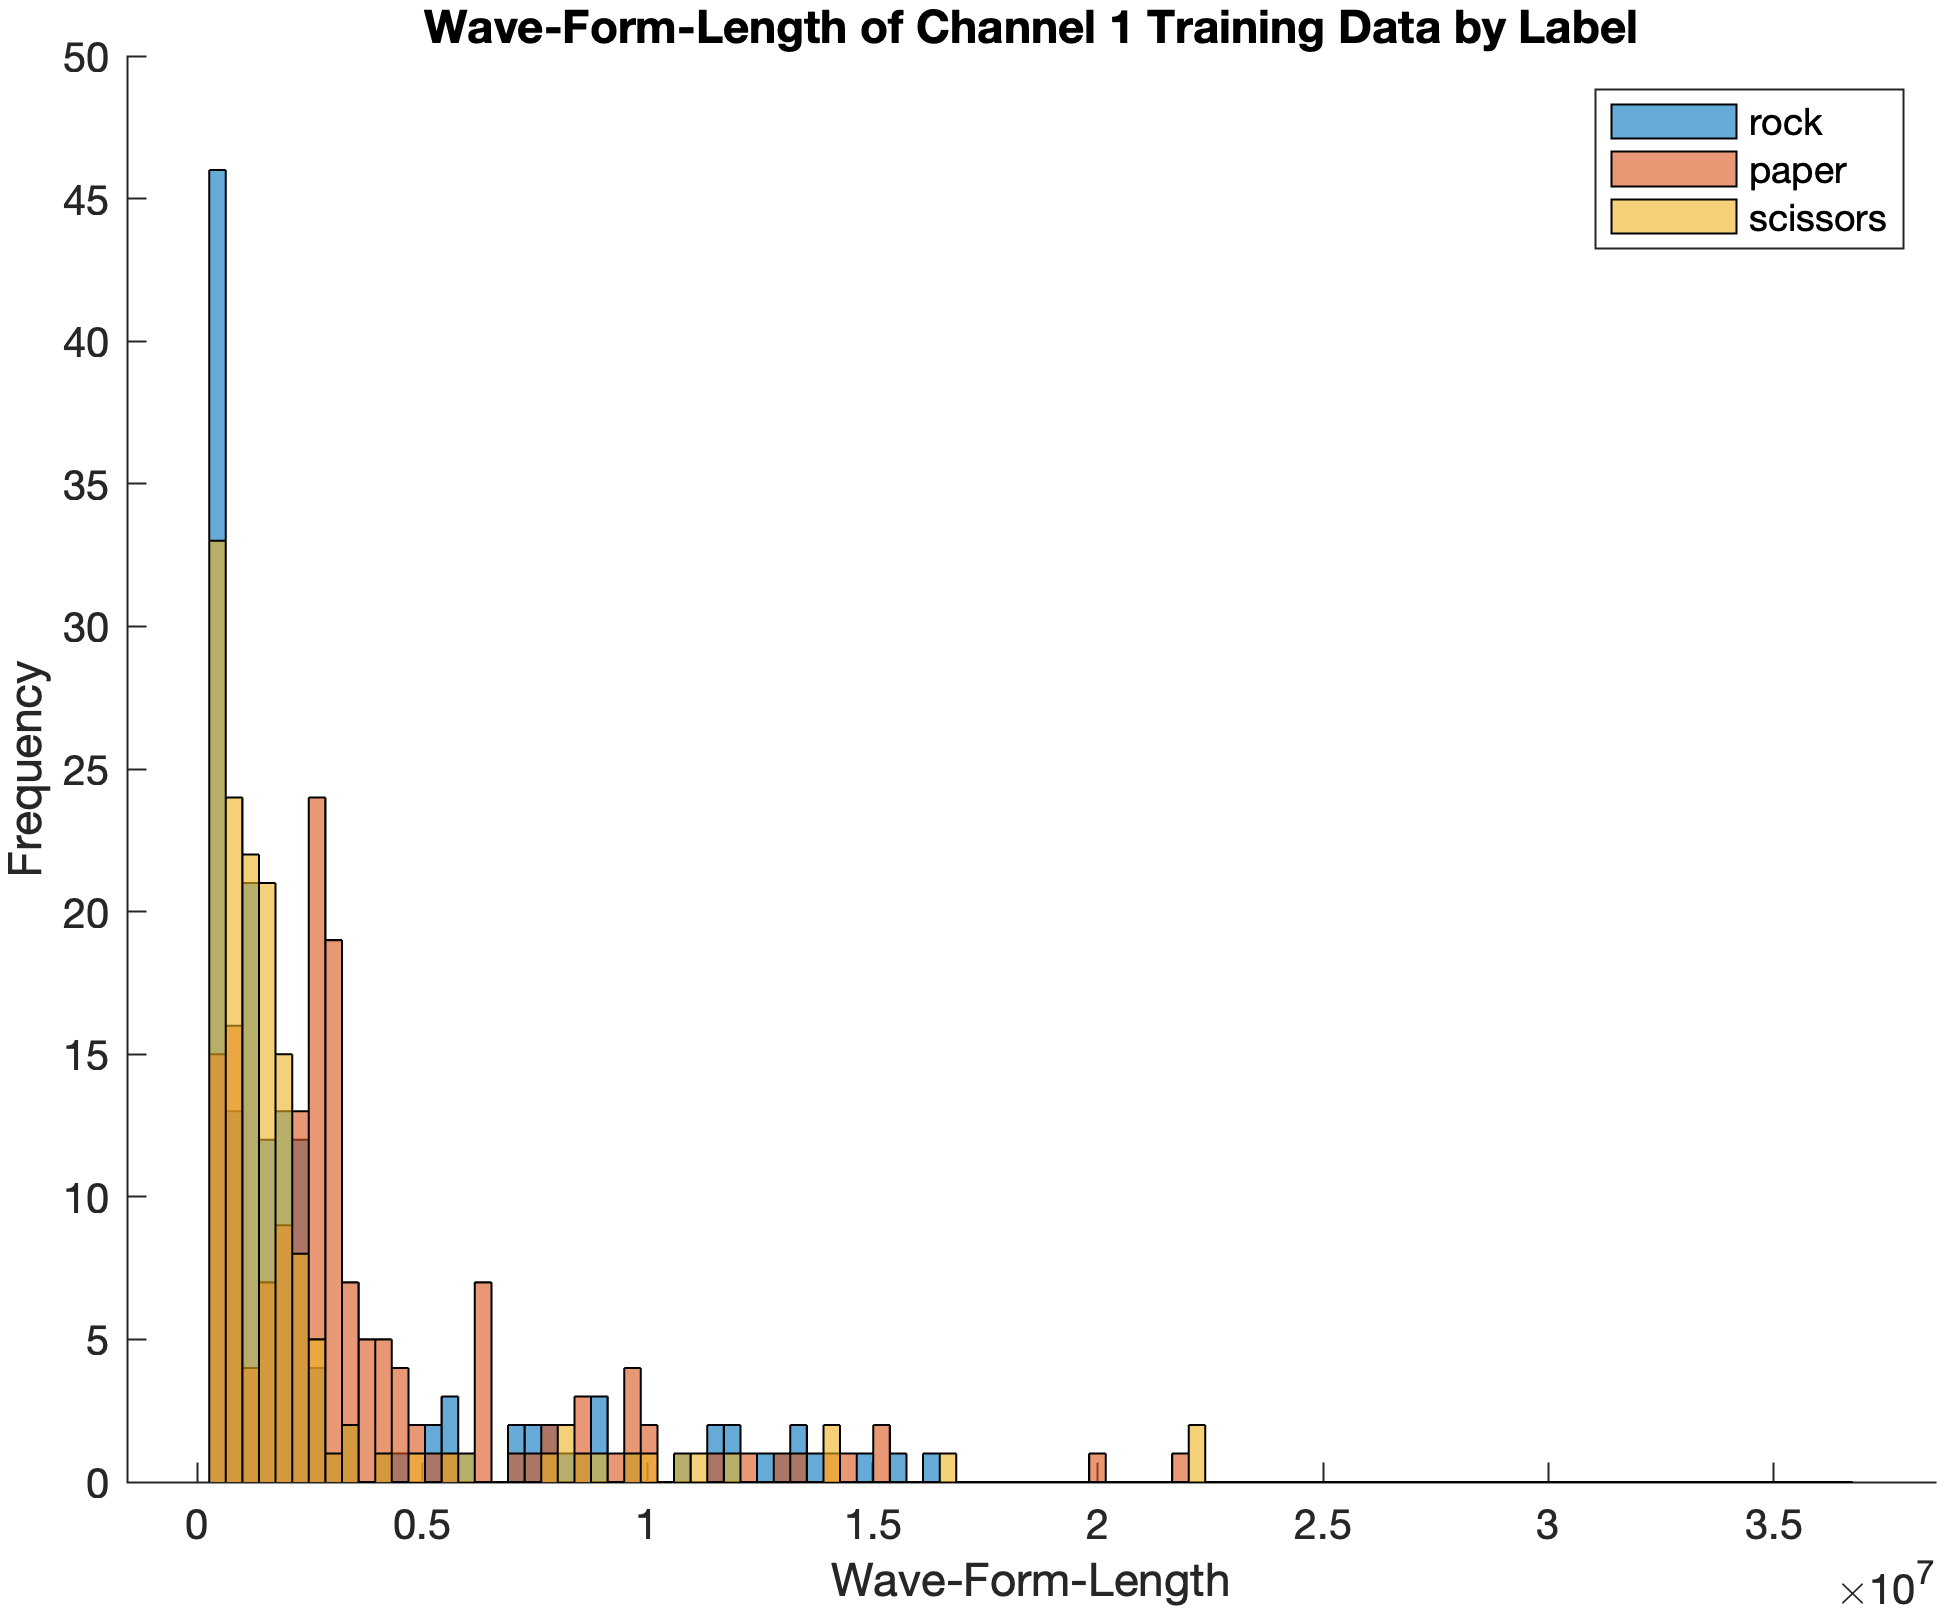 Wave-Form-Length of Channel 1 Training Data by Label
rock
paper
scissors
50
45
40
35
30
25
20
15
10
5
0
Frequency
0 0.5 1 1.5 2 2.5 3 3.5
×10⁷
Wave-Form-Length